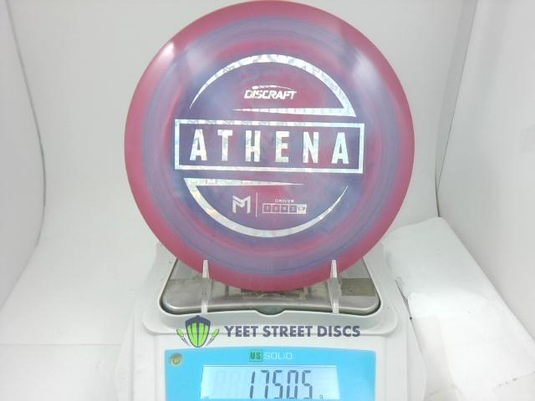 DISCRAFT
ATHENA
DRIVER
YEET STREET DISCS
US SOLID
175.05